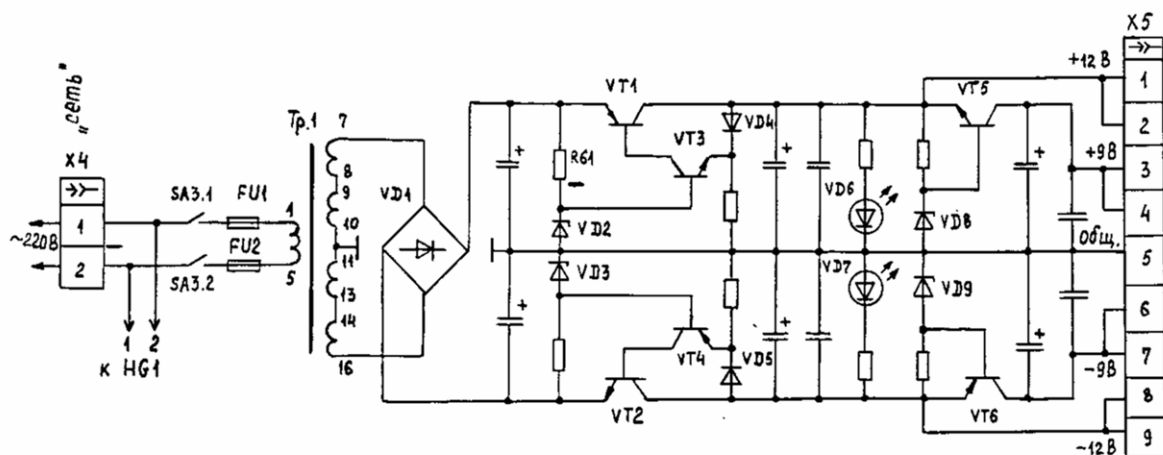 X5
„сеть"
+12В
VT1
VT5
1
Тр.1
7
X4
VT3
VD4
2
8
R61
+
+
+
+9В
3
SA3.1
FU1
9
VD1
VD6
1
1
10
VD2
VD8
4
~220В
FU2
Общ.
5
2
11
VD3
VD7
SA3.2
5
13
VD9
6
14
+
+
+
1
2
VT4
VD5
7
к HG1
16
-9В
8
VT2
VT6
9
-12В